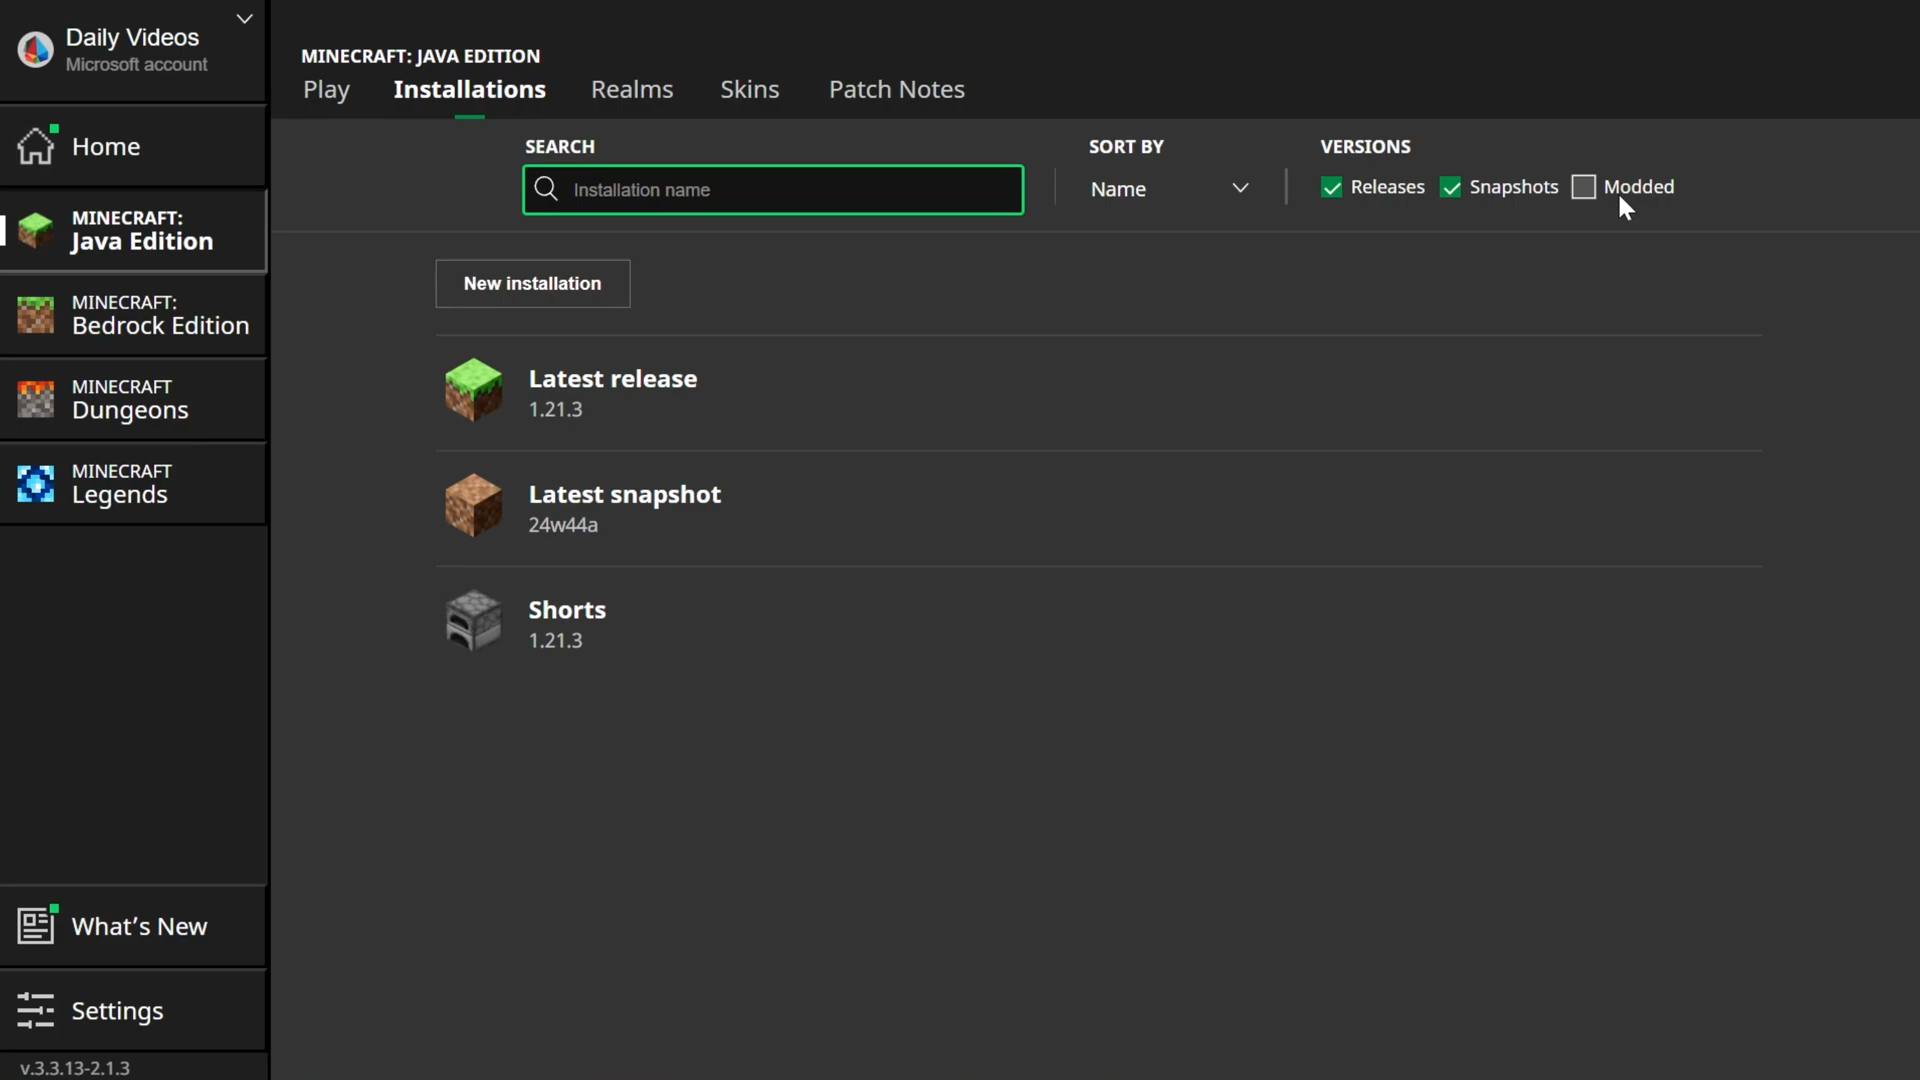 Daily Videos
Microsoft account
Home
MINECRAFT:
Java Edition
MINECRAFT:
Bedrock Edition
MINECRAFT
Dungeons
MINECRAFT
Legends
What's New
Settings
v.3.3.13-2.1.3
MINECRAFT: JAVA EDITION
Play Installations Realms Skins Patch Notes
SEARCH SORT BY VERSIONS
Installation name Name Releases Snapshots Modded
New installation
Latest release
1.21.3
Latest snapshot
24w44a
Shorts
1.21.3